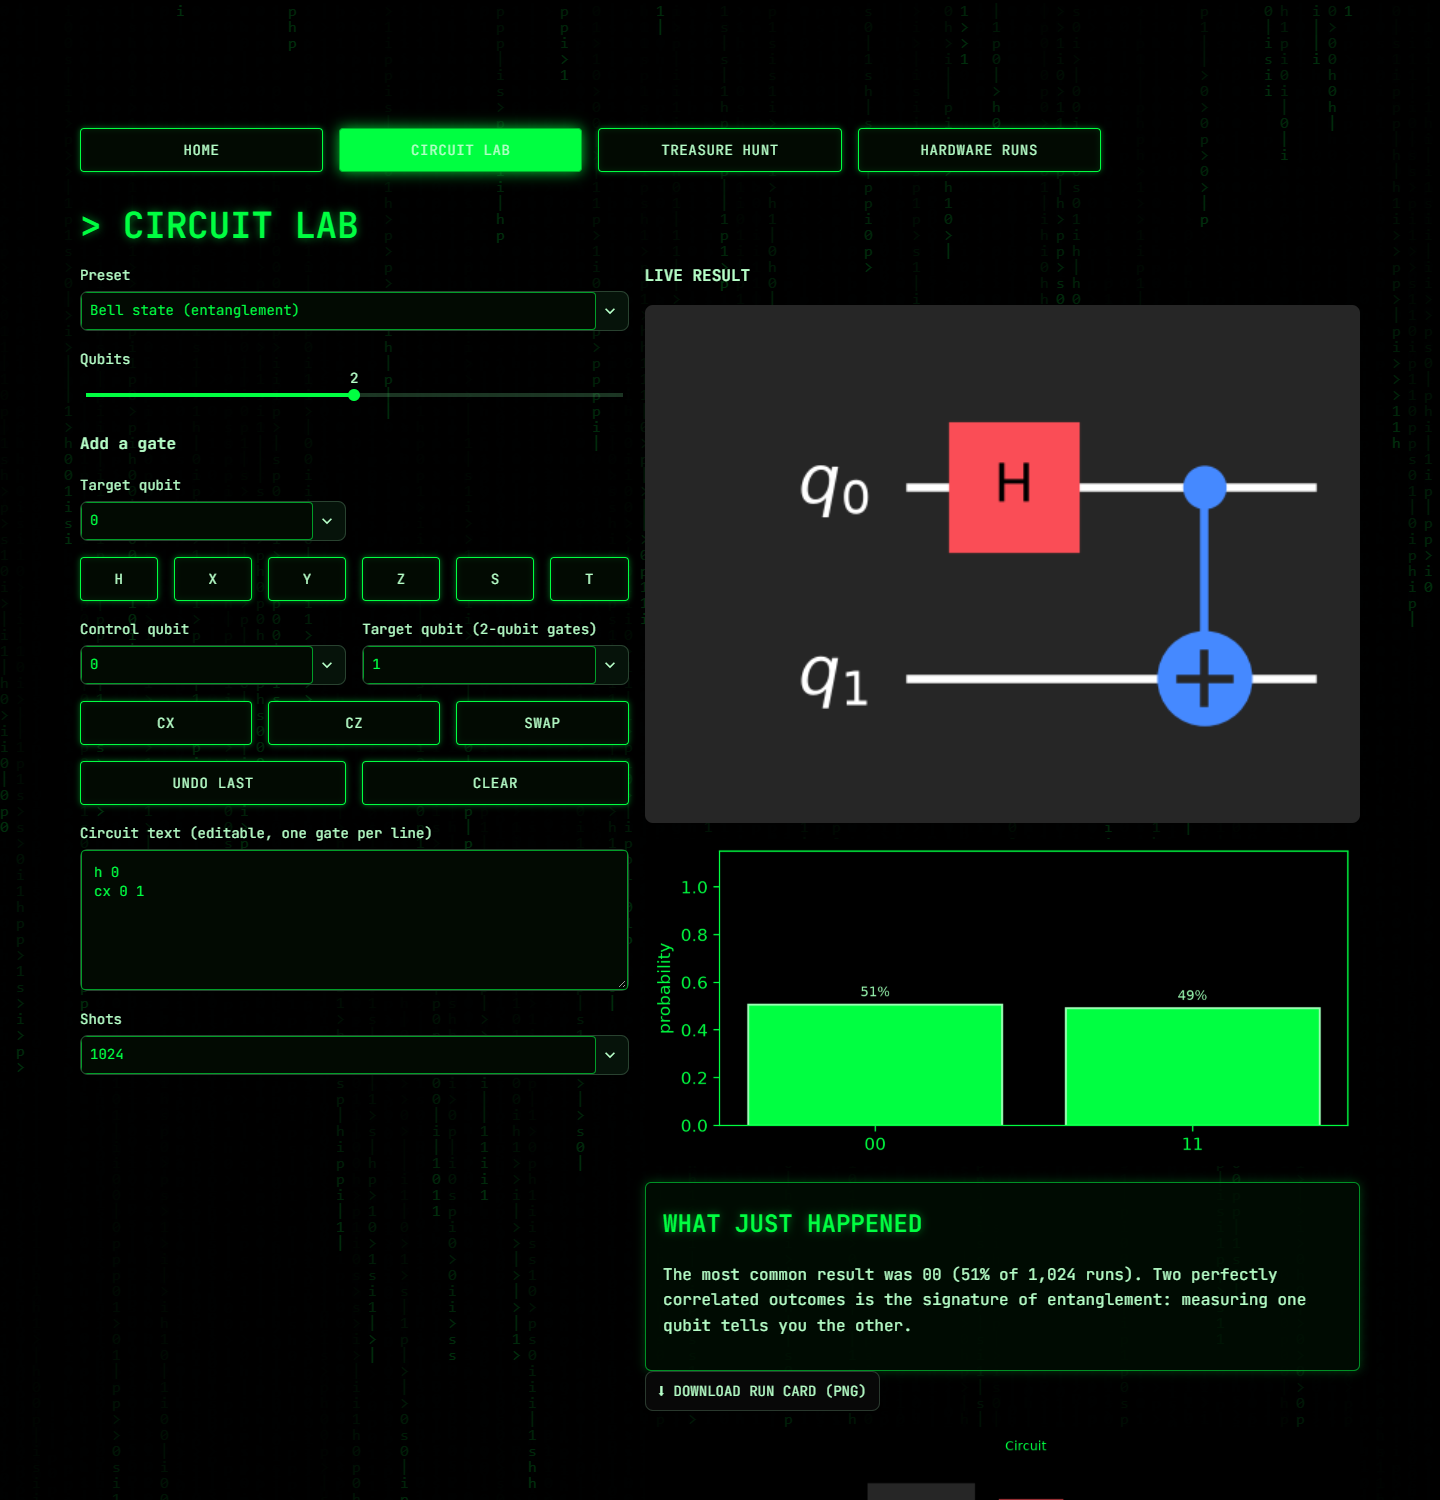 HOME
CIRCUIT LAB
TREASURE HUNT
HARDWARE RUNS
> CIRCUIT LAB
Preset
Bell state (entanglement)
Qubits
2
Add a gate
Target qubit
0
H
X
Y
Z
S
T
Control qubit
Target qubit (2-qubit gates)
0
1
CX
CZ
SWAP
UNDO LAST
CLEAR
Circuit text (editable, one gate per line)
h 0
cx 0 1
Shots
1024
LIVE RESULT
q0
H
q1
probability
1.0
0.8
0.6
0.4
0.2
0.0
51%
49%
00
11
WHAT JUST HAPPENED
The most common result was 00 (51% of 1,024 runs). Two perfectly
correlated outcomes is the signature of entanglement: measuring one
qubit tells you the other.
⬇ DOWNLOAD RUN CARD (PNG)
Circuit